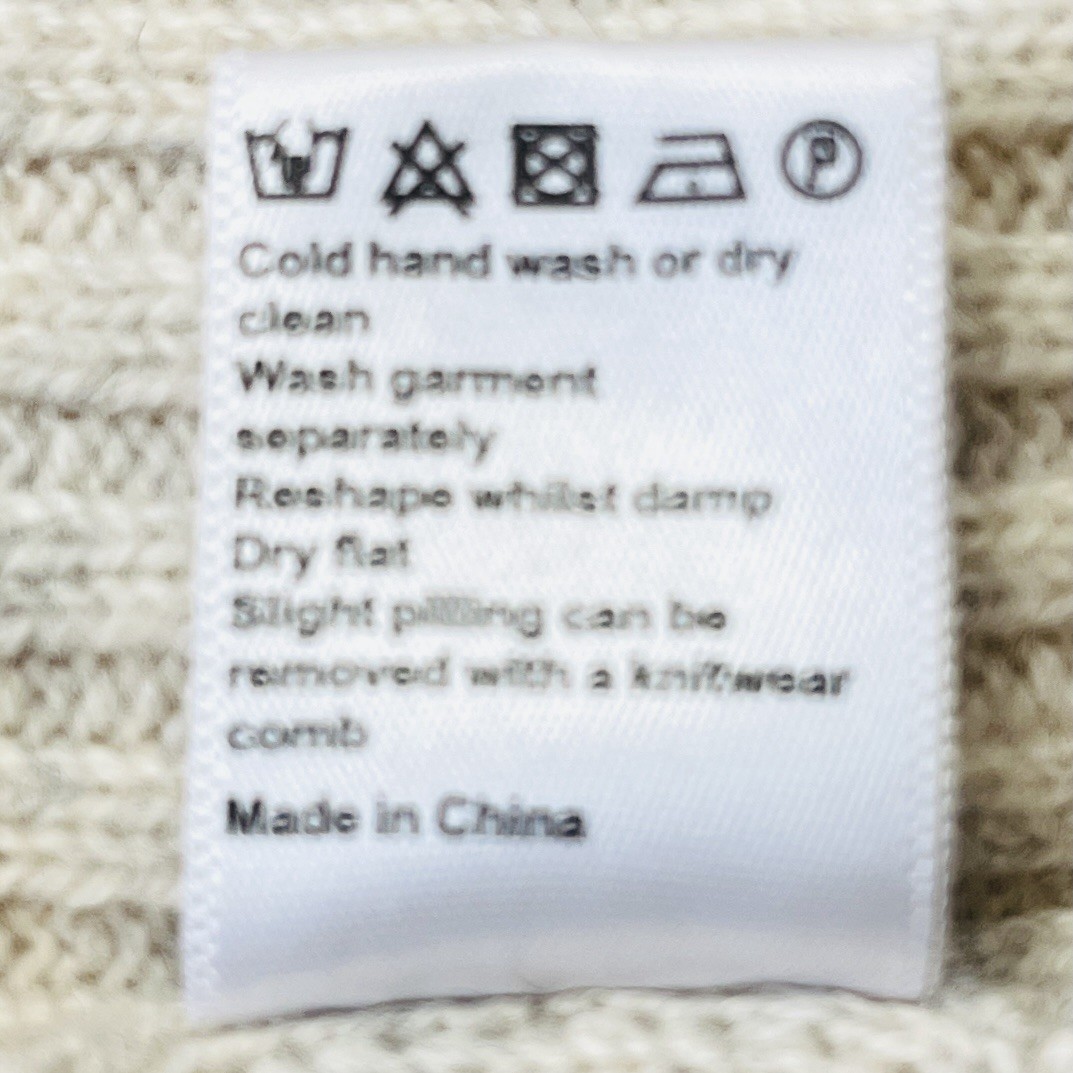 P
Cold hand wash or dry
clean
Wash garment
separately
Reshape whilst damp
Dry flat
Slight pilling can be
removed with a knitwear
comb
Made in China